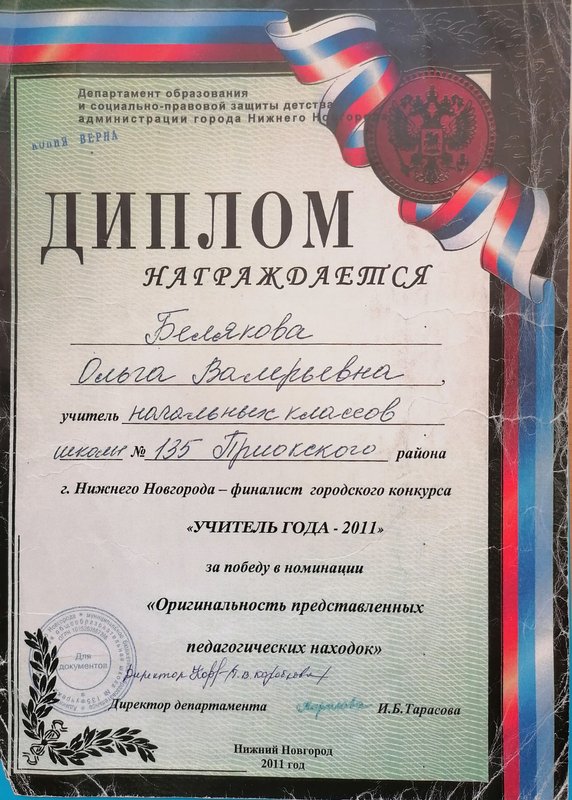 Департамент образования
и социально-правовой защиты детства
администрации города Нижнего Новгорода
КОПИЯ ВЕРНА
ДИПЛОМ
НАГРАЖДАЕТСЯ
Белякова
Ольга Валерьевна,
учитель начальных классов
школы № 135 Приокского района
г. Нижнего Новгорода – финалист городского конкурса
«УЧИТЕЛЬ ГОДА - 2011»
за победу в номинации
«Оригинальность представленных
педагогических находок»
Для
документов
Директор
Директор департамента И.Б.Тарасова
Нижний Новгород
2011 год